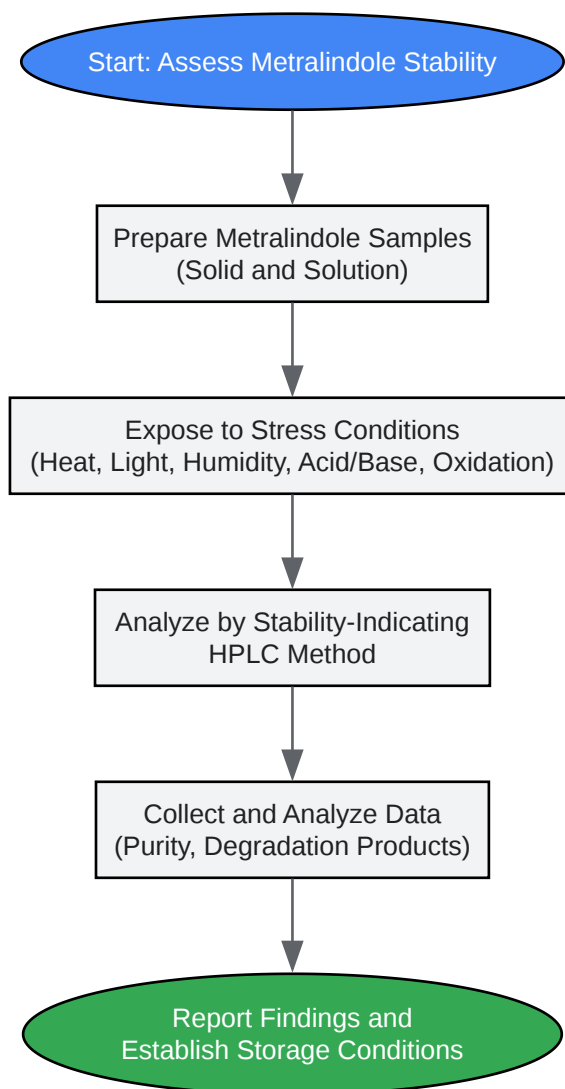 Start: Assess Metralindole Stability
Prepare Metralindole Samples
(Solid and Solution)
Expose to Stress Conditions
(Heat, Light, Humidity, Acid/Base, Oxidation)
Analyze by Stability-Indicating
HPLC Method
Collect and Analyze Data
(Purity, Degradation Products)
Report Findings and
Establish Storage Conditions